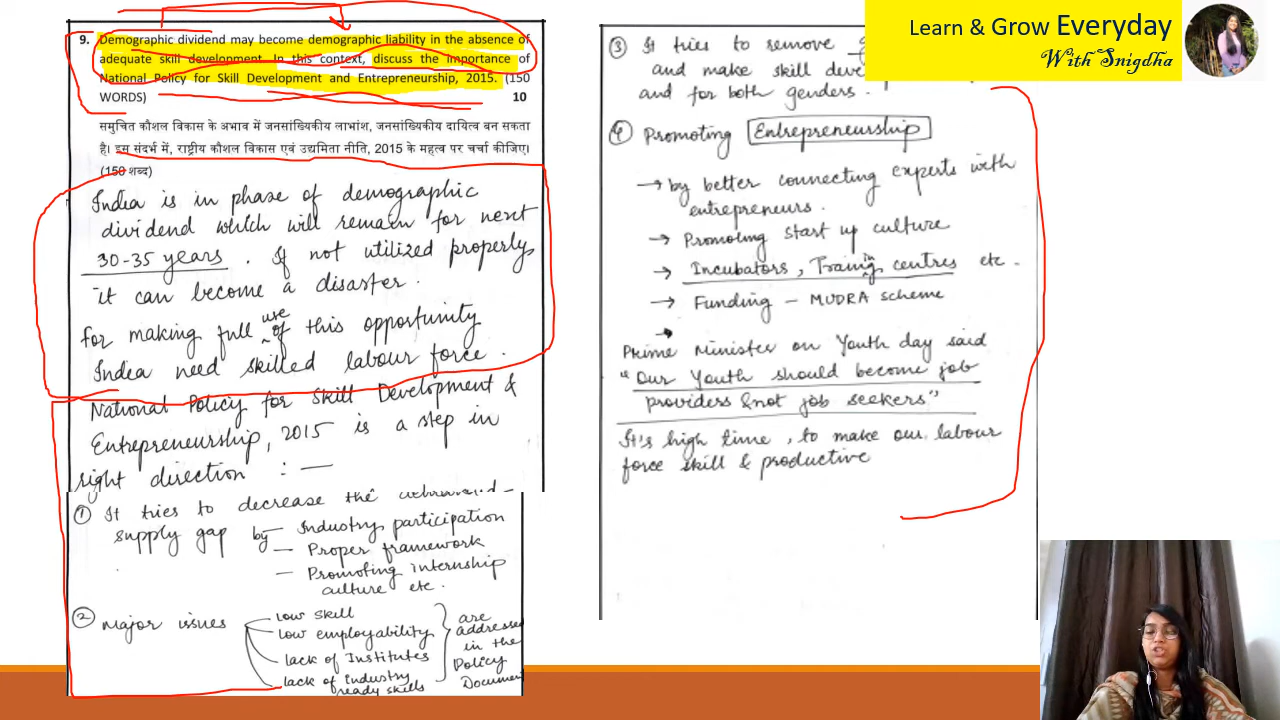 Learn & Grow Everyday
With Snigdha
9. Demographic dividend may become demographic liability in the absence of
adequate skill development. In this context, discuss the importance of
National Policy for Skill Development and Entrepreneurship, 2015. (150
WORDS) 10
समुचित कौशल विकास के अभाव में जनसांख्यिकीय लाभांश, जनसांख्यिकीय दायित्व बन सकता
है। इस संदर्भ में, राष्ट्रीय कौशल विकास एवं उद्यमिता नीति, 2015 के महत्व पर चर्चा कीजिए।
(150 शब्द)
India is in phase of demographic
dividend which will remain for next
30-35 years. If not utilized properly
it can become a disaster.
For making full use of this opportunity
India need skilled labour force.
National Policy for Skill Development &
Entrepreneurship, 2015 is a step in
right direction : —
① It tries to decrease the
supply gap by — Industry participation
— Proper framework
— Promoting internship
culture etc.
② Major issues
Low skill
Low employability
Lack of Institutes
Lack of Industry
ready skills
are
addressed
in the
Policy
③ It tries to remove
and make skill
and for both genders.
④ Promoting Entrepreneurship
→ by better connecting experts with
entrepreneurs.
→ Promoting start up culture
→ Incubators, Training centres etc.
→ Funding — MUDRA scheme
→
Prime Minister on Youth day said
"Our Youth should become job
providers & not job seekers"
It's high time, to make our labour
force skill & productive